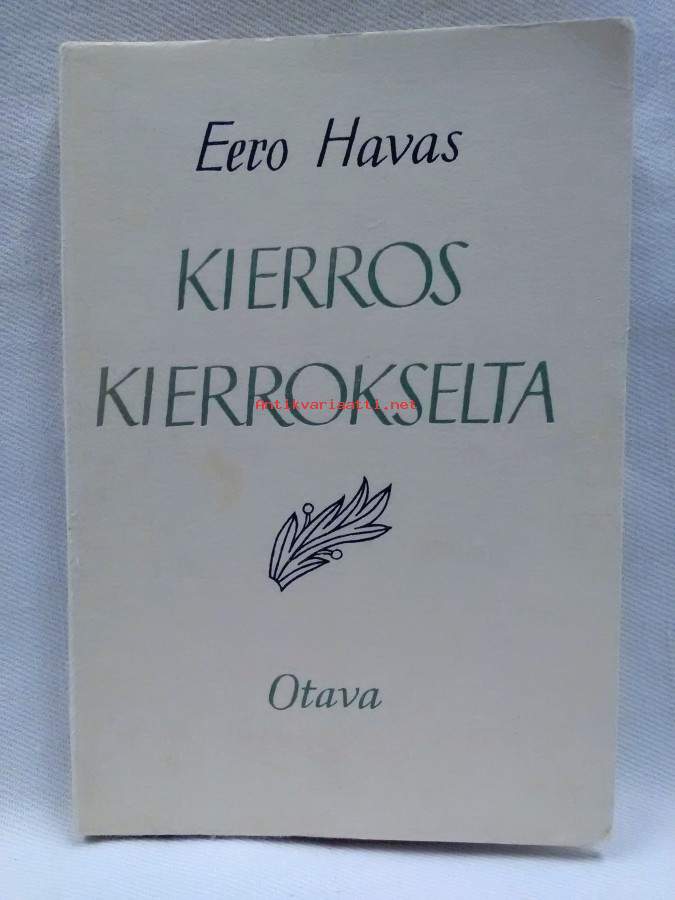 Eero Havas
KIERROS
KIERROKSELTA
Antikvariaatti.net
Otava